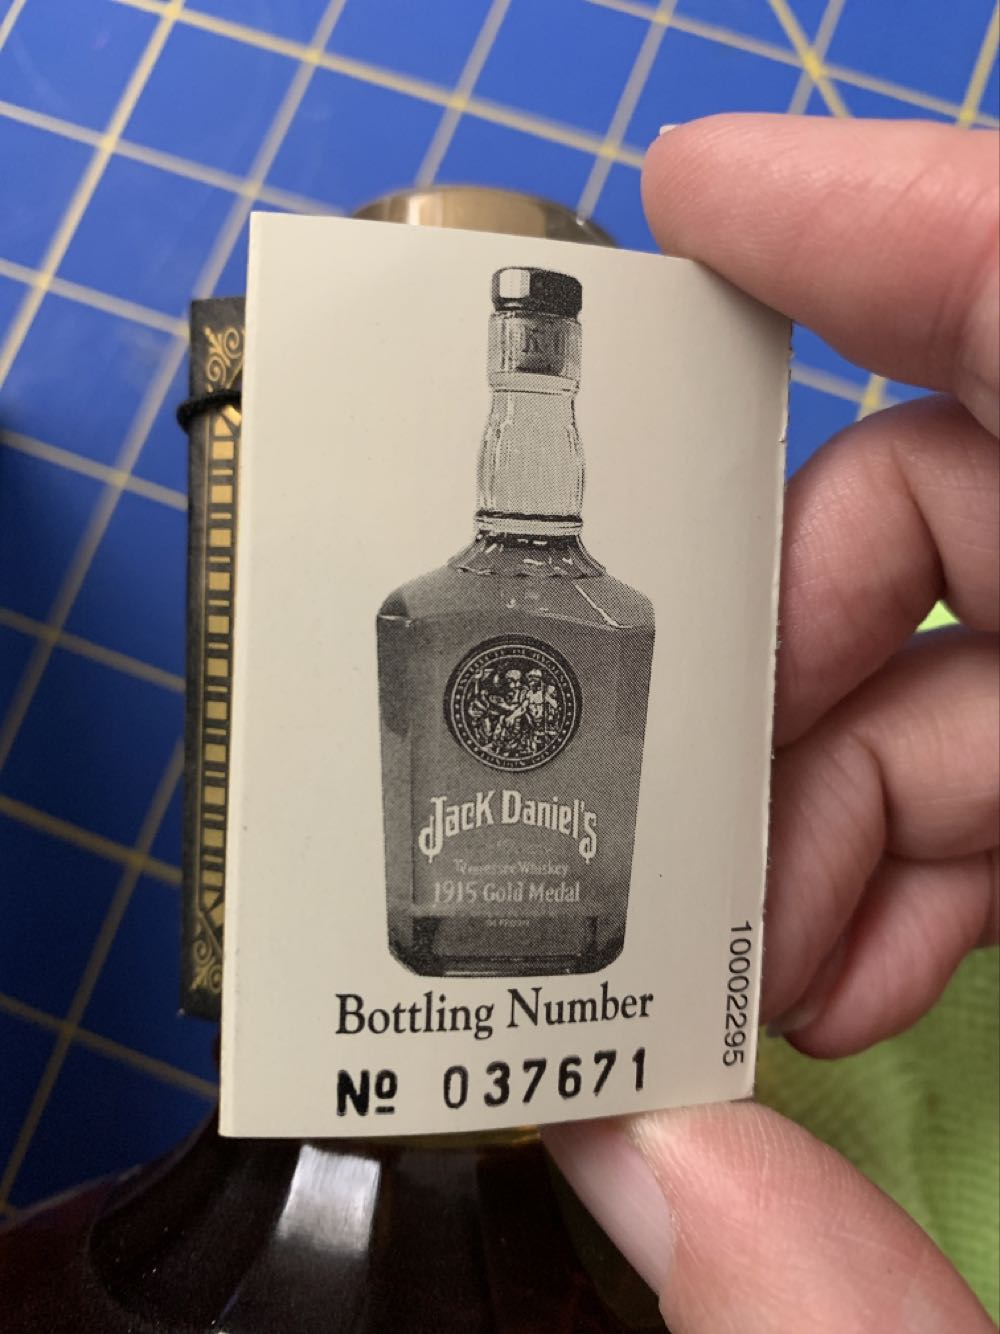 Jack Daniel's
Tennessee Whiskey
1915 Gold Medal
Bottling Number
Nº 037671
10002295